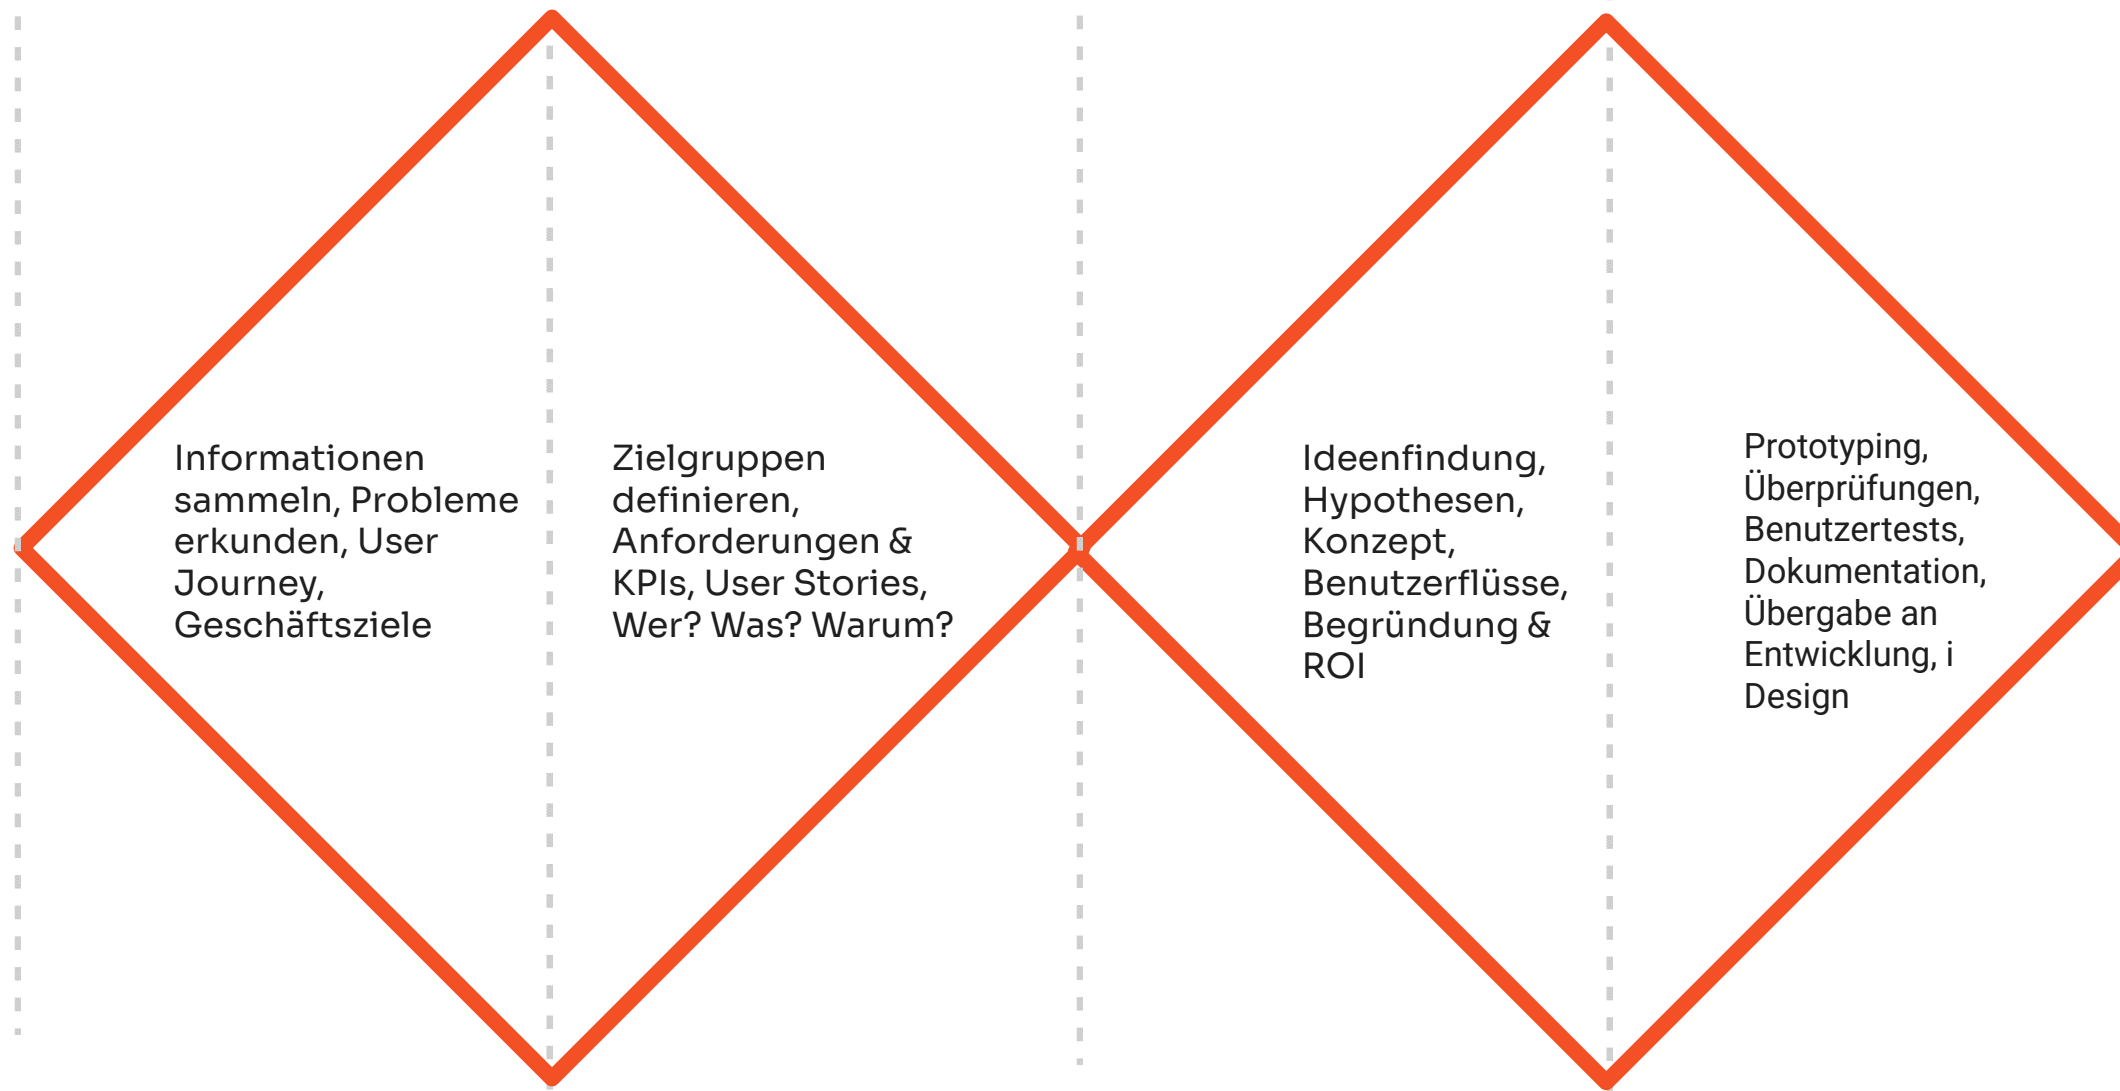 Informationen
sammeln, Probleme
erkunden, User
Journey,
Geschäftsziele
Zielgruppen
definieren,
Anforderungen &
KPIs, User Stories,
Wer? Was? Warum?
Ideenfindung,
Hypothesen,
Konzept,
Benutzerflüsse,
Begründung &
ROI
Prototyping,
Überprüfungen,
Benutzertests,
Dokumentation,
Übergabe an
Entwicklung, i
Design